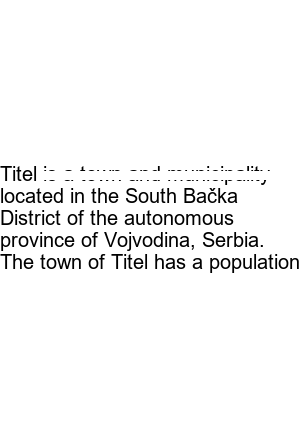 Titel is a town and municipality
located in the South Bačka
District of the autonomous
province of Vojvodina, Serbia.
The town of Titel has a population